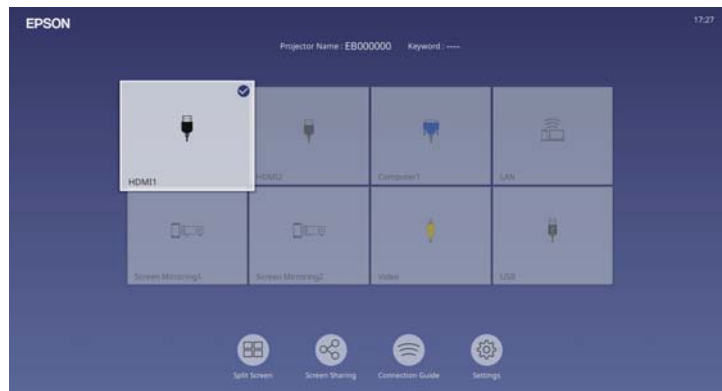 EPSON
17:27
Projector Name : EB000000 Keyword : ----
HDMI1
HDMI2
Computer1
LAN
Screen Mirroring1
Screen Mirroring2
Video
USB
Split Screen
Screen Sharing
Connection Guide
Settings